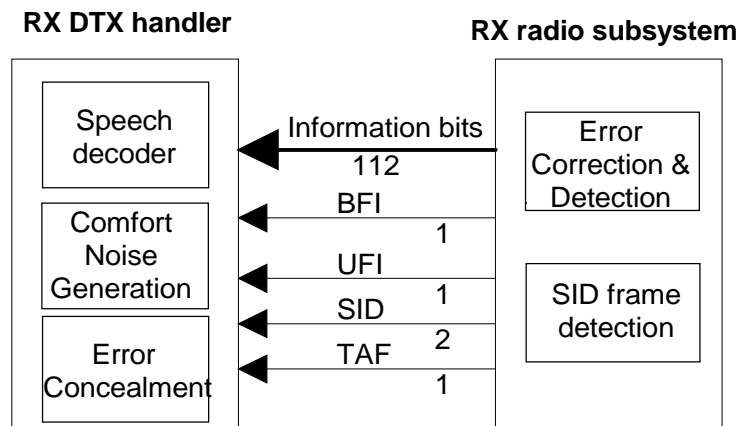 RX DTX handler
RX radio subsystem
Speech
decoder
Comfort
Noise
Generation
Error
Concealment
Information bits
112
BFI
1
UFI
1
SID
2
TAF
1
Error
Correction &
Detection
SID frame
detection